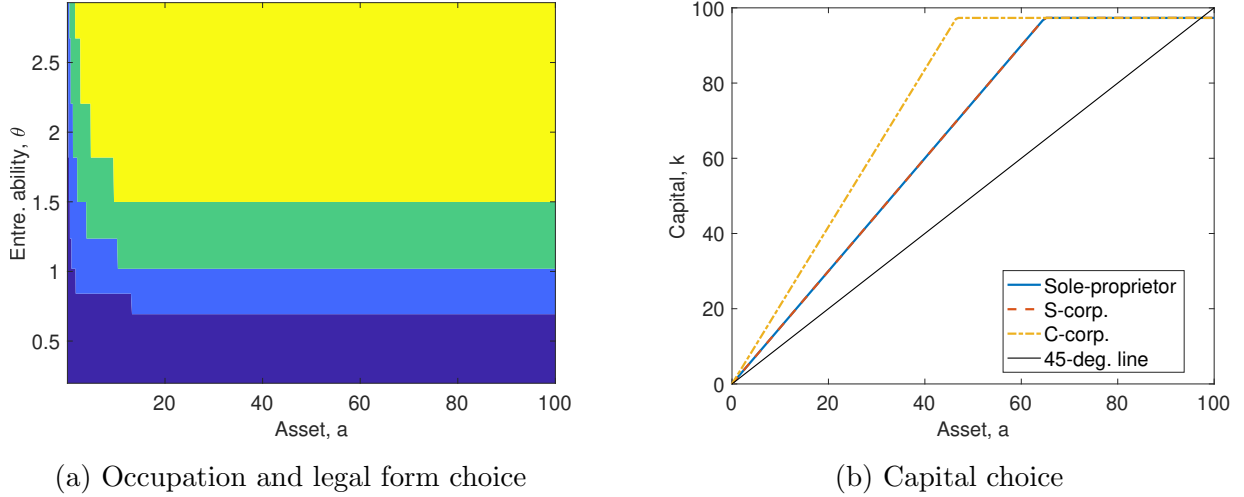 2.5
2
1.5
1
0.5
Entre. ability, θ
20
40
60
80
100
Asset, a
(a) Occupation and legal form choice
100
80
60
40
20
0
Capital, k
0
20
40
60
80
100
Asset, a
Sole-proprietor
S-corp.
C-corp.
45-deg. line
(b) Capital choice